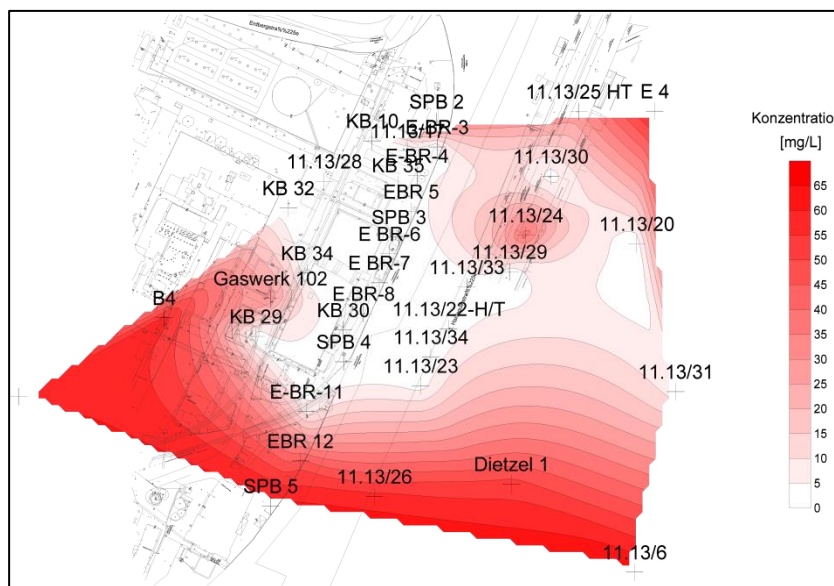 Erdbergstra%%225e
SPB 2
11.13/25 HT E 4
KB 10
E-BR-3
Konzentration
[mg/L]
E-BR-4
11.13/28
KB 35
11.13/30
KB 32
EBR 5
SPB 3
11.13/24
E BR-6
11.13/20
KB 34
11.13/29
E BR-7
11.13/33
Gaswerk 102
B4
E BR-8
KB 29
KB 30
11.13/22-H/T
SPB 4
11.13/34
11.13/23
11.13/31
E-BR-11
EBR 12
Dietzel 1
11.13/26
SPB 5
11.13/6
65
60
55
50
45
40
35
30
25
20
15
10
5
0